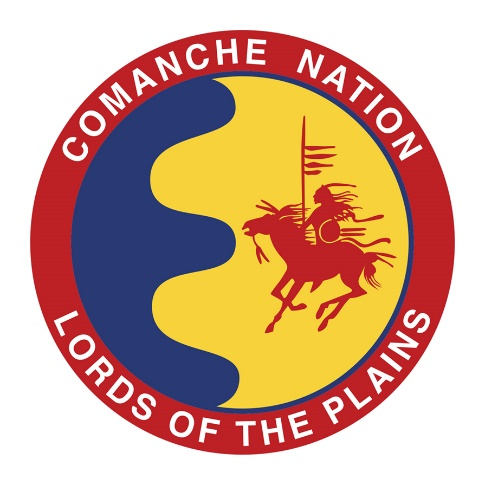 COMANCHE NATION
LORDS OF THE PLAINS